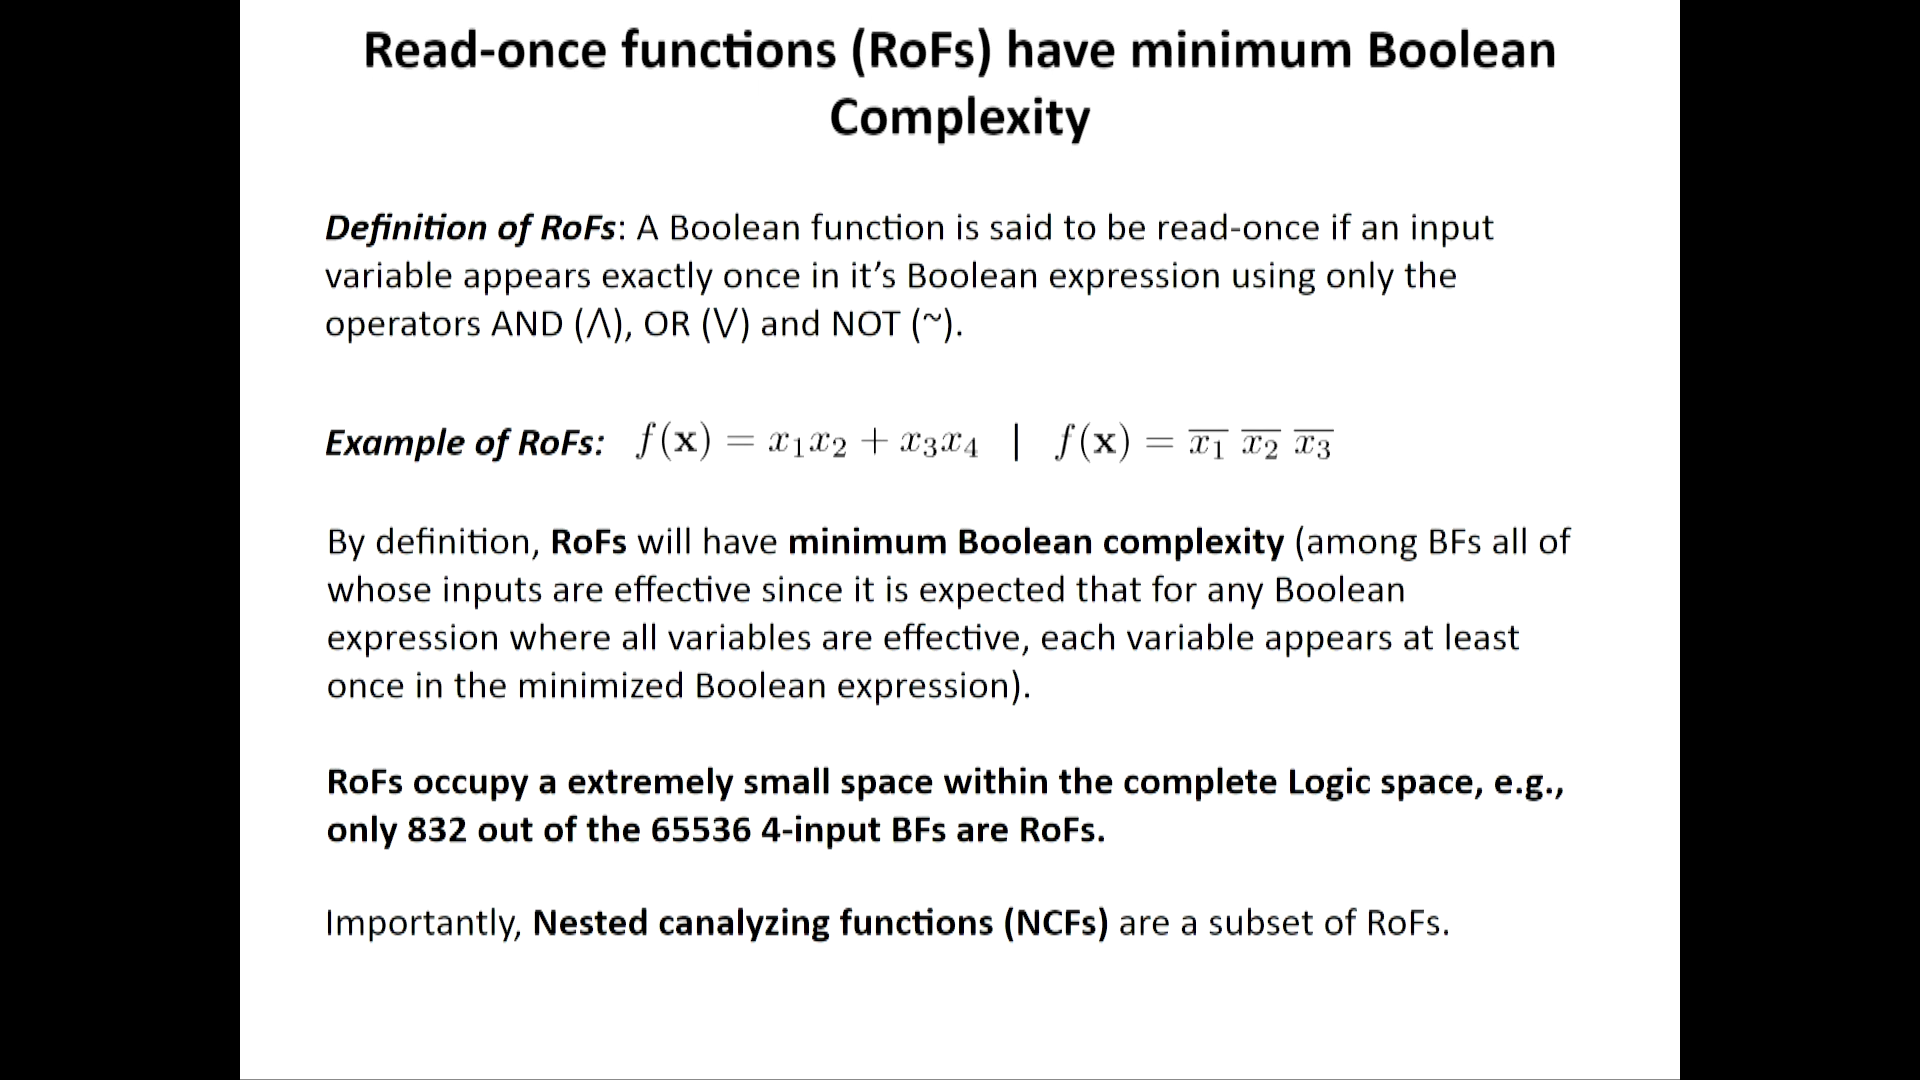 Read-once functions (RoFs) have minimum Boolean
Complexity
Definition of RoFs: A Boolean function is said to be read-once if an input
variable appears exactly once in it’s Boolean expression using only the
operators AND (⋀), OR (⋁) and NOT (~).
Example of RoFs: f(x) = x₁x₂ + x₃x₄ | f(x) = x̅₁ x̅₂ x̅₃
By definition, RoFs will have minimum Boolean complexity (among BFs all of
whose inputs are effective since it is expected that for any Boolean
expression where all variables are effective, each variable appears at least
once in the minimized Boolean expression).
RoFs occupy a extremely small space within the complete Logic space, e.g.,
only 832 out of the 65536 4-input BFs are RoFs.
Importantly, Nested canalyzing functions (NCFs) are a subset of RoFs.